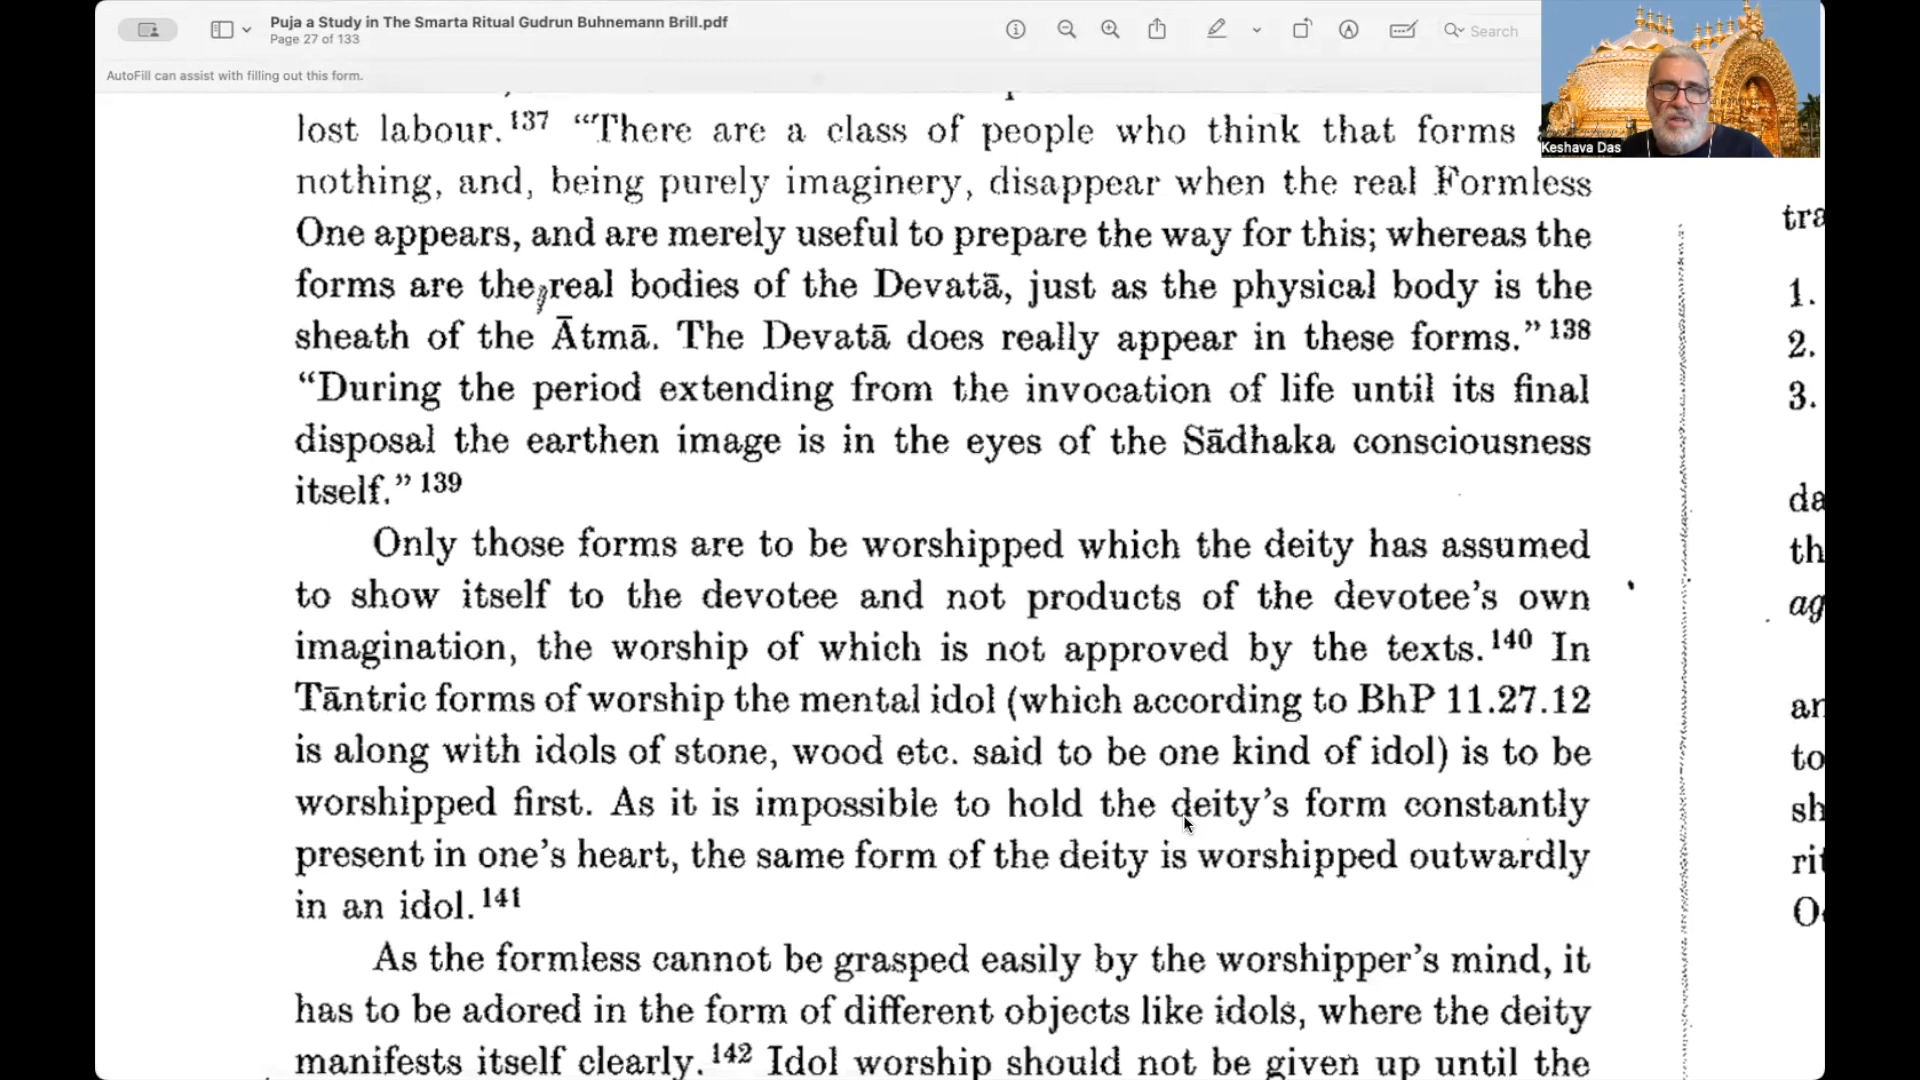 Puja a Study in The Smarta Ritual Gudrun Buhnemann Brill.pdf
Page 27 of 133
Search
AutoFill can assist with filling out this form.
Keshava Das
lost labour.137 “There are a class of people who think that forms
nothing, and, being purely imaginery, disappear when the real Formless
One appears, and are merely useful to prepare the way for this; whereas the
forms are the real bodies of the Devatā, just as the physical body is the
sheath of the Ātmā. The Devatā does really appear in these forms.”138
“During the period extending from the invocation of life until its final
disposal the earthen image is in the eyes of the Sādhaka consciousness
itself.”139
Only those forms are to be worshipped which the deity has assumed
to show itself to the devotee and not products of the devotee’s own
imagination, the worship of which is not approved by the texts.140 In
Tāntric forms of worship the mental idol (which according to BhP 11.27.12
is along with idols of stone, wood etc. said to be one kind of idol) is to be
worshipped first. As it is impossible to hold the deity’s form constantly
present in one’s heart, the same form of the deity is worshipped outwardly
in an idol.141
As the formless cannot be grasped easily by the worshipper’s mind, it
has to be adored in the form of different objects like idols, where the deity
manifests itself clearly.142 Idol worship should not be given up until the
tra
1.
2.
3.
da
th
ag
an
to
sh
rit